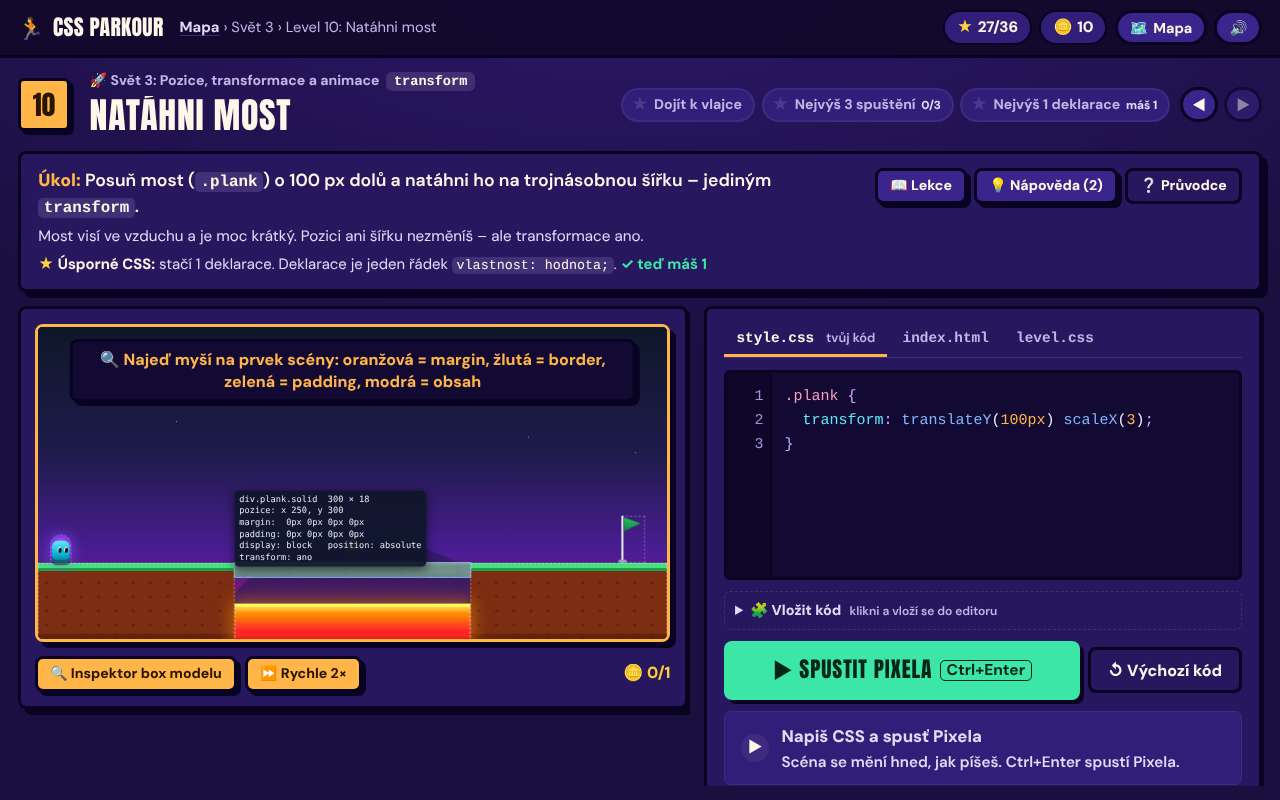 🏃 CSS PARKOUR Mapa › Svět 3 › Level 10: Natáhni most ★ 27/36 🪙 10 🗺️ Mapa 🔊
🚀 Svět 3: Pozice, transformace a animace transform
10 NATÁHNI MOST
★ Dojít k vlajce ★ Nejvýš 3 spuštění 0/3 ★ Nejvýš 1 deklarace máš 1 ◀ ▶
Úkol: Posuň most (.plank) o 100 px dolů a natáhni ho na trojnásobnou šířku – jediným
transform.
📖 Lekce 💡 Nápověda (2) ❔ Průvodce
Most visí ve vzduchu a je moc krátký. Pozici ani šířku nezměníš – ale transformace ano.
★ Úsporné CSS: stačí 1 deklarace. Deklarace je jeden řádek vlastnost: hodnota;. ✓ teď máš 1
🔍 Najeď myší na prvek scény: oranžová = margin, žlutá = border,
zelená = padding, modrá = obsah
div.plank.solid 300 × 18
pozice: x 250, y 300
margin: 0px 0px 0px 0px
padding: 0px 0px 0px 0px
display: block position: absolute
transform: ano
🔍 Inspektor box modelu ⏩ Rychle 2× 🪙 0/1
style.css tvůj kód index.html level.css
1 .plank {
2 transform: translateY(100px) scaleX(3);
3 }
▶ 🧩 Vložit kód klikni a vloží se do editoru
▶ SPUSTIT PIXELA Ctrl+Enter ↺ Výchozí kód
▶ Napiš CSS a spusť Pixela
Scéna se mění hned, jak píšeš. Ctrl+Enter spustí Pixela.